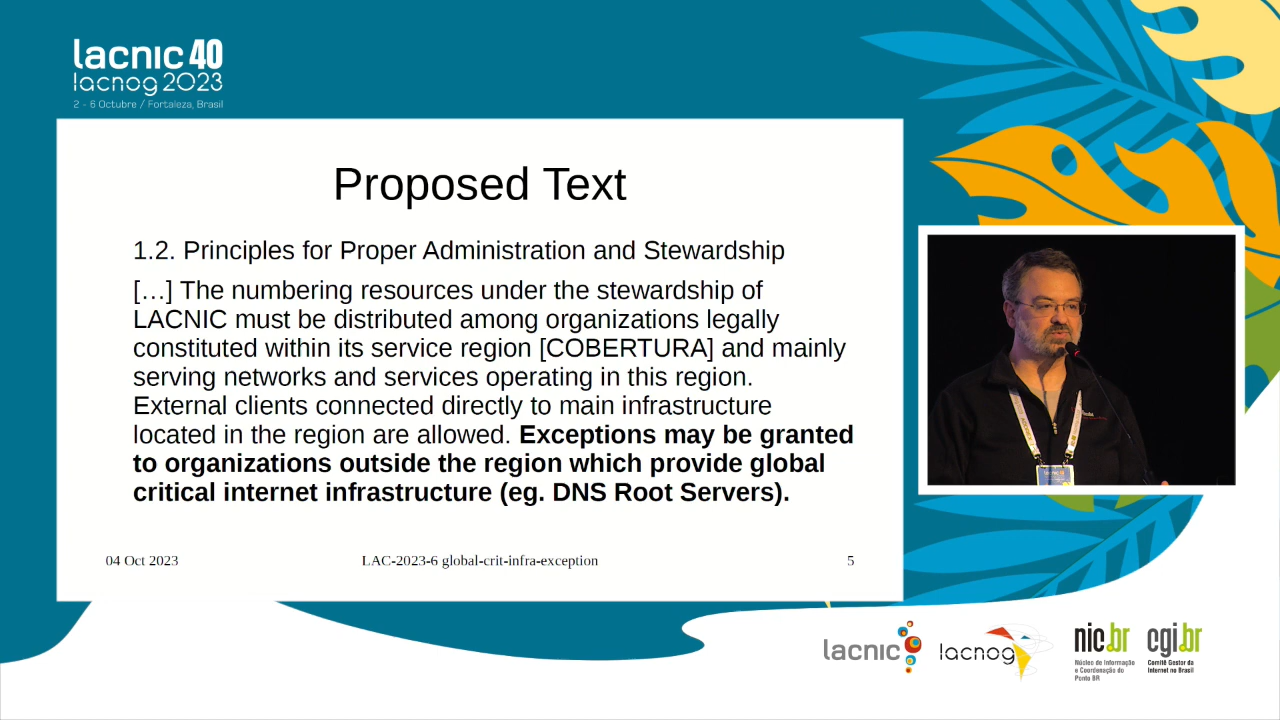 lacnic 40
lacnog 2023
2 - 6 Octubre / Fortaleza, Brasil
Proposed Text
1.2. Principles for Proper Administration and Stewardship
[…] The numbering resources under the stewardship of
LACNIC must be distributed among organizations legally
constituted within its service region [COBERTURA] and mainly
serving networks and services operating in this region.
External clients connected directly to main infrastructure
located in the region are allowed. Exceptions may be granted
to organizations outside the region which provide global
critical internet infrastructure (eg. DNS Root Servers).
04 Oct 2023
LAC-2023-6 global-crit-infra-exception
5
lacnic
lacnog
nic.br
Núcleo de Informação
e Coordenação do
Ponto BR
cgi.br
Comitê Gestor da
Internet no Brasil